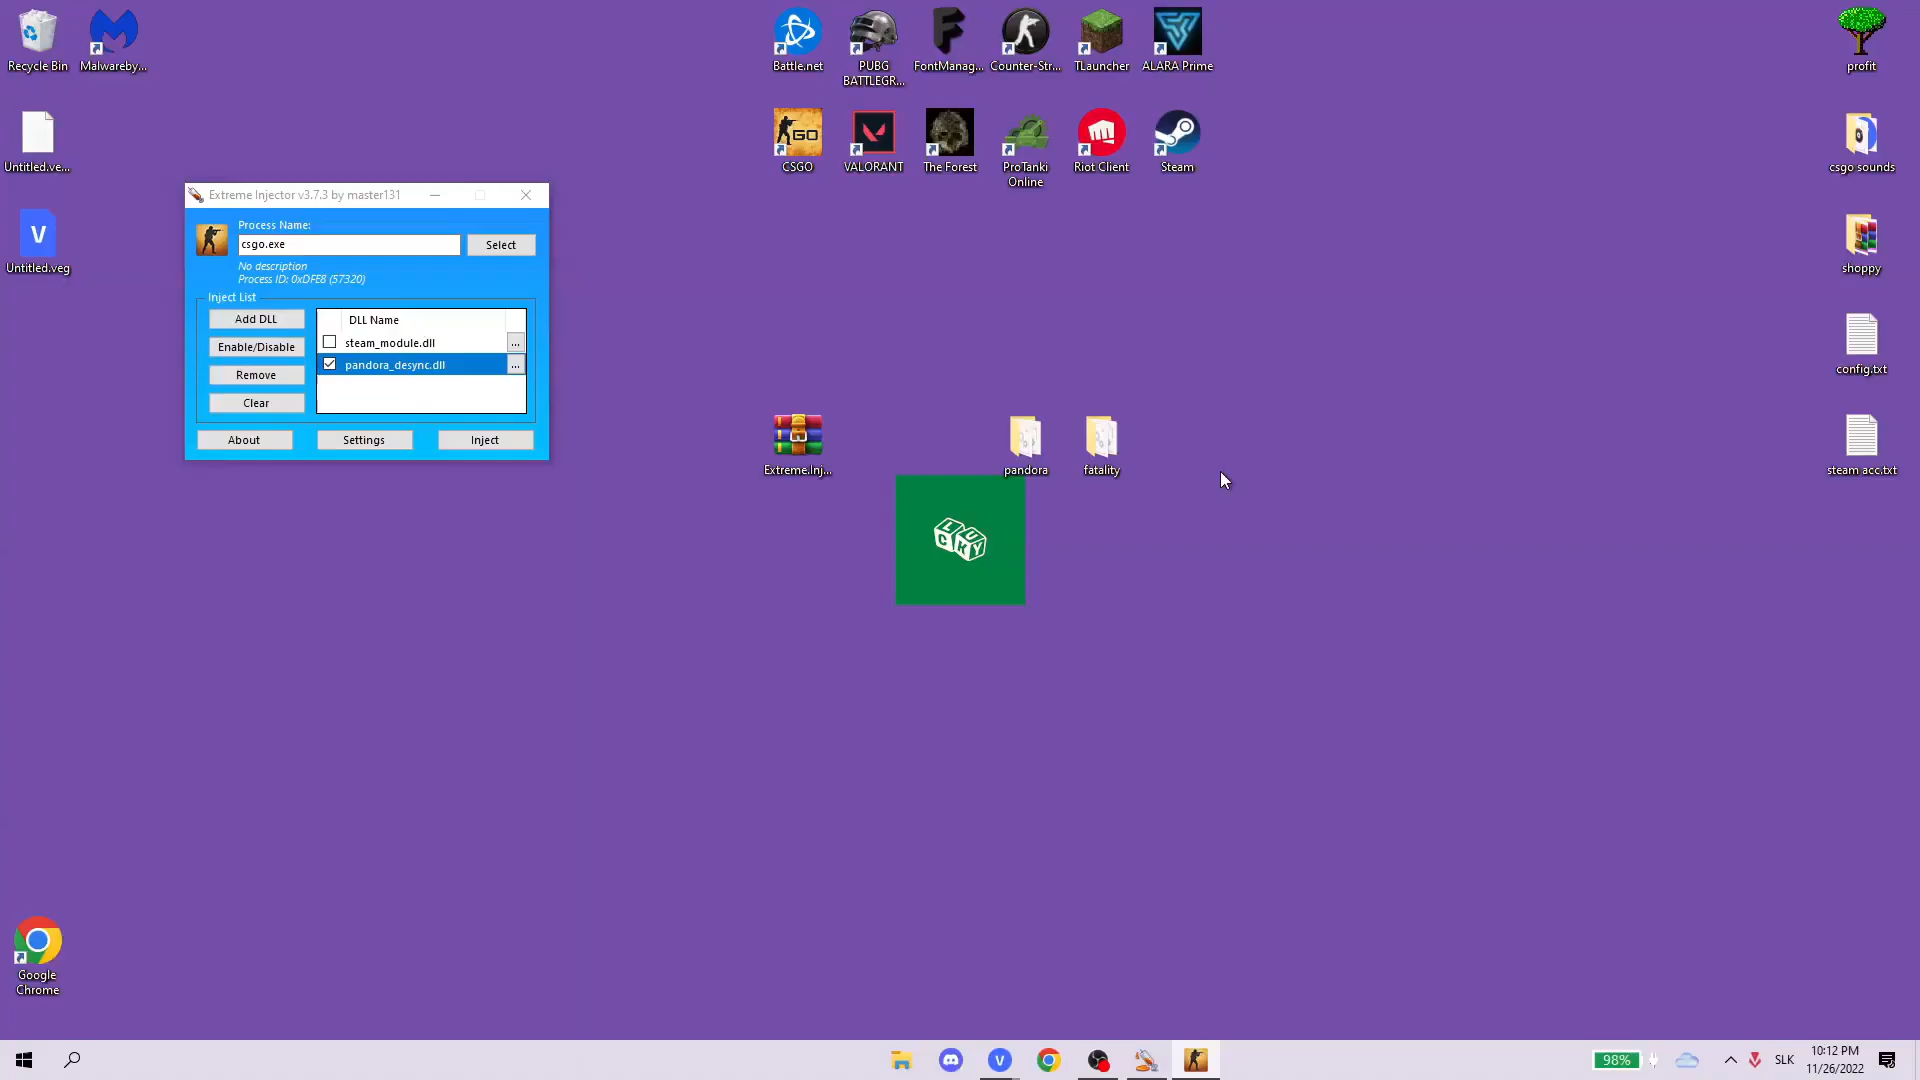 Recycle Bin
Malwareby...
Battle.net
PUBG
BATTLEGR...
FontManag...
Counter-Str...
TLauncher
ALARA Prime
profit
Untitled.ve...
GO
CSGO
VALORANT
The Forest
ProTanki
Online
Riot Client
Steam
csgo sounds
V
Untitled.veg
shoppy
Extreme Injector v3.7.3 by master131
Process Name:
csgo.exe
Select
No description
Process ID: 0xDFE8 (57320)
Inject List
Add DLL
Enable/Disable
Remove
Clear
DLL Name
steam_module.dll
...
pandora_desync.dll
...
About
Settings
Inject
config.txt
Extreme.Inj...
pandora
fatality
steam acc.txt
LUCKY
Google
Chrome
V
98%
SLK
10:12 PM
11/26/2022